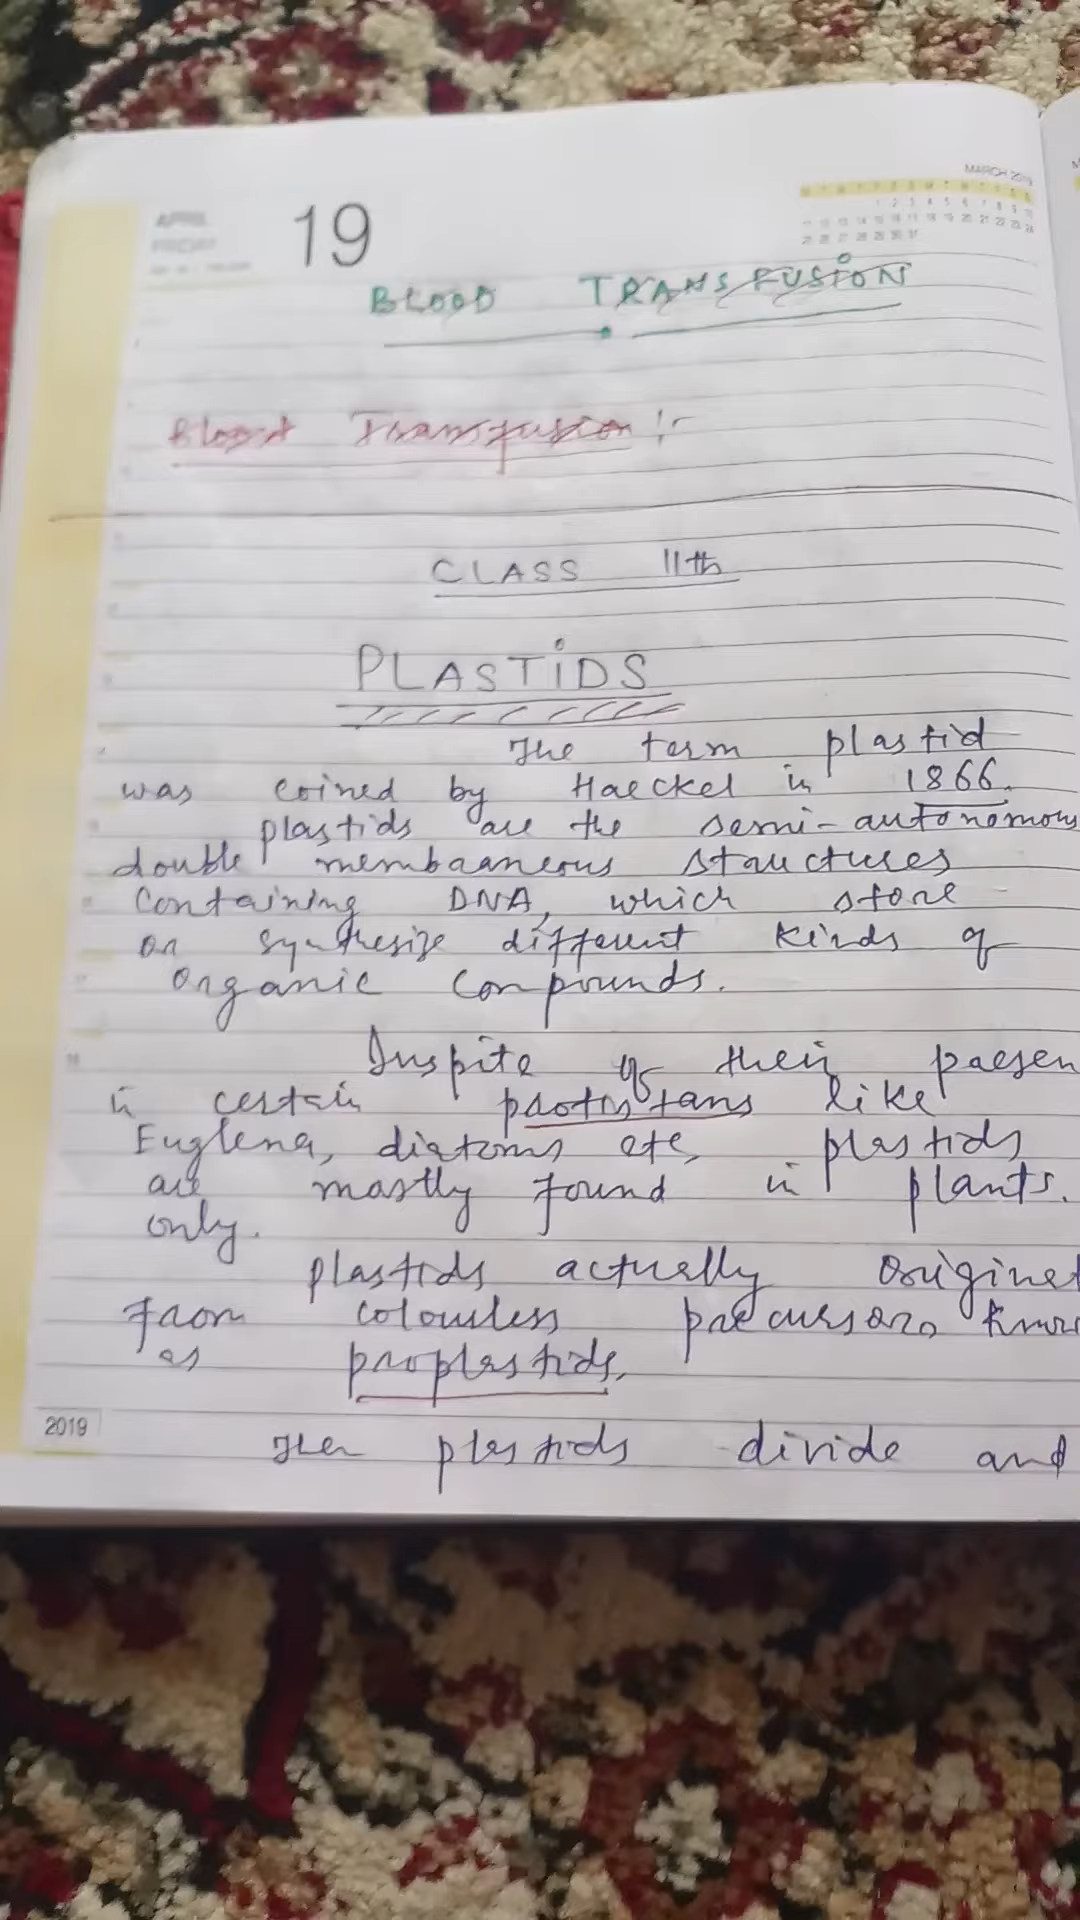 APRIL
FRIDAY
19
MARCH 2019
BLOOD TRANSFUSION
Blood Transfusion :-
CLASS 11th
PLASTIDS
The term plastid
was coined by Haeckel in 1866.
plastids are the semi-autonomous
double membraneous structures
Containing DNA, which store
or synthesize different kinds of
organic compounds.
Inspite of their presen
in certain protistans like
Euglena, diatoms etc, plastids
are mostly found in plants.
only.
plastids actually originat
from colourless precursors know
as proplastids.
The plastids divide and
2019